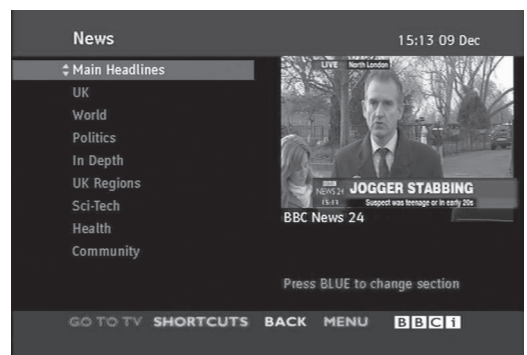 News
15:13 09 Dec
Main Headlines
UK
World
Politics
In Depth
UK Regions
Sci-Tech
Health
Community
LIVE North London
BBC
NEWS 24
15:13
JOGGER STABBING
Suspect was teenage or in early 20s
BBC News 24
Press BLUE to change section
GO TO TV SHORTCUTS BACK MENU BBCi